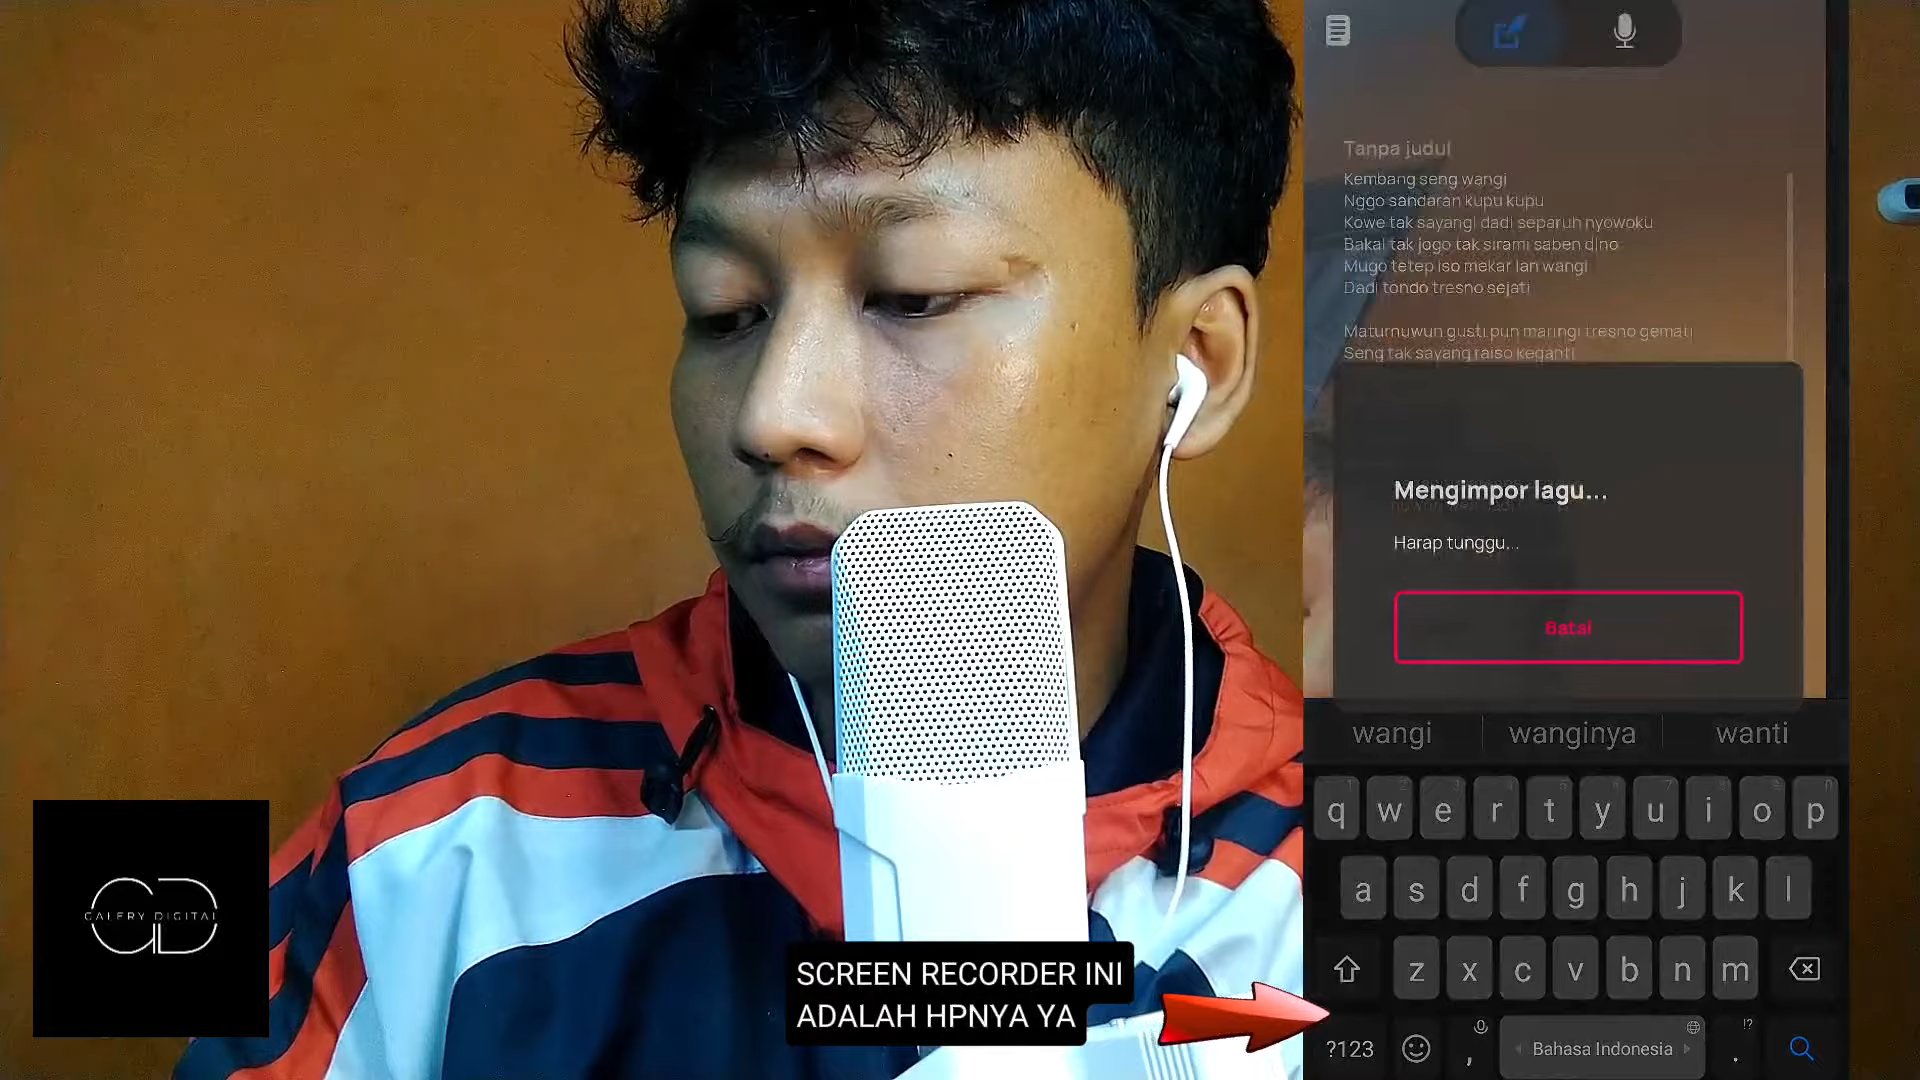 Tanpa judul
Kembang seng wangi
Nggo sandaran kupu kupu
Kowe tak sayangi dadi separuh nyowoku
Bakal tak jogo tak sirami saben dino
Mugo tetep iso mekar lan wangi
Dadi tondo tresno sejati
Maturnuwun gusti pun maringi tresno gemati
Seng tak sayang raiso keganti
Mengimpor lagu...
Harap tunggu...
Batal
wangi wanginya wanti
q w e r t y u i o p
a s d f g h j k l
z x c v b n m
?123 , Bahasa Indonesia . !?
GALERY DIGITAL
GD
SCREEN RECORDER INI
ADALAH HPNYA YA